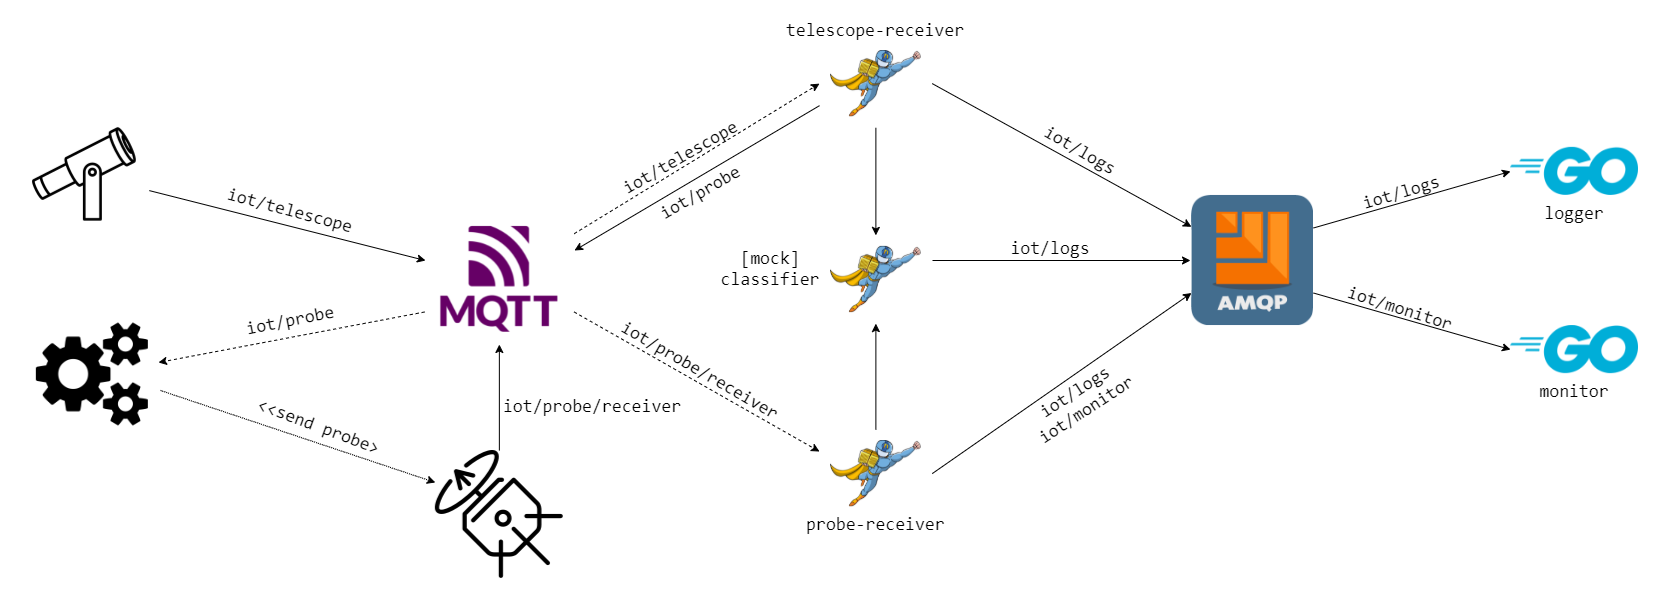 telescope-receiver
iot/telescope
iot/probe
iot/logs
iot/telescope
iot/logs
GO
logger
MQTT
[mock]
classifier
iot/logs
AMQP
iot/monitor
GO
monitor
iot/probe
iot/probe/receiver
<<send probe>
iot/probe/receiver
iot/logs
iot/monitor
probe-receiver